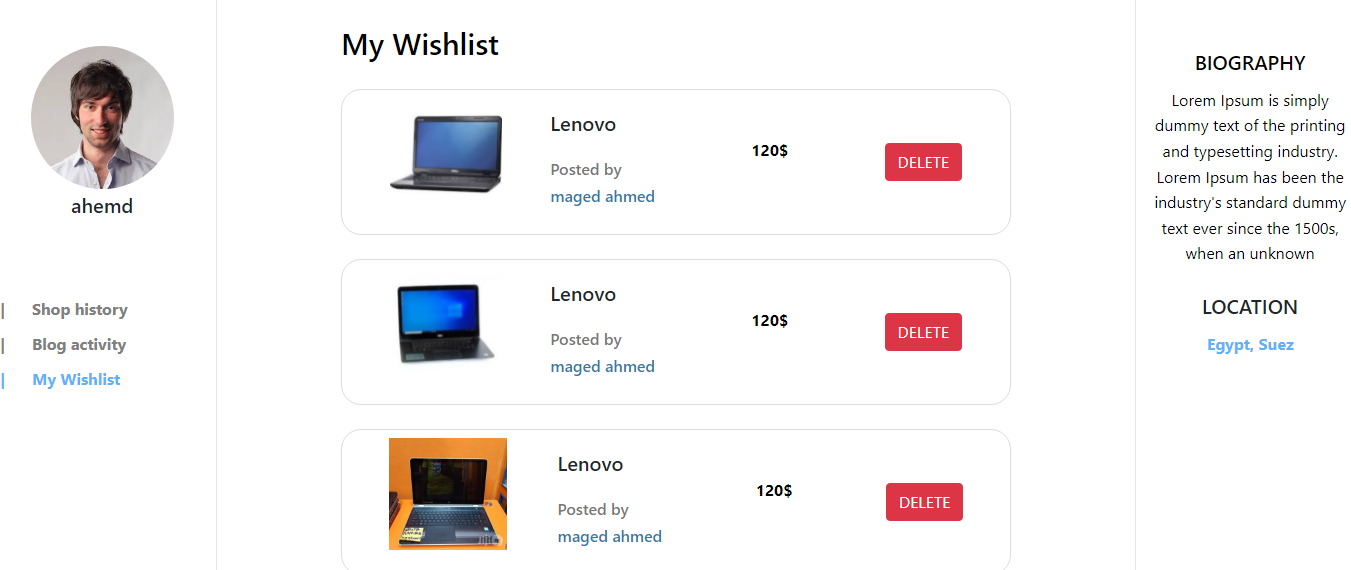 ahemd
| Shop history
| Blog activity
| My Wishlist
My Wishlist
Lenovo
Posted by
maged ahmed
120$
DELETE
Lenovo
Posted by
maged ahmed
120$
DELETE
Lenovo
Posted by
maged ahmed
120$
DELETE
BIOGRAPHY
Lorem Ipsum is simply
dummy text of the printing
and typesetting industry.
Lorem Ipsum has been the
industry's standard dummy
text ever since the 1500s,
when an unknown
LOCATION
Egypt, Suez